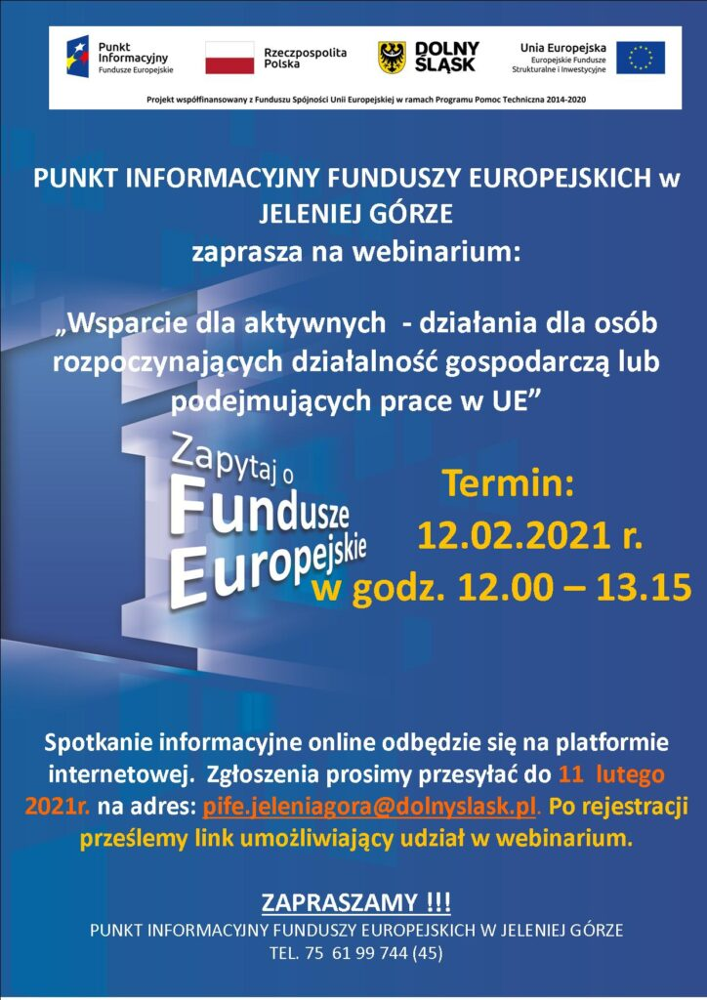 Punkt
Informacyjny
Fundusze Europejskie
Rzeczpospolita
Polska
DOLNY
ŚLĄSK
Unia Europejska
Europejskie Fundusze
Strukturalne i Inwestycyjne
Projekt współfinansowany z Funduszu Spójności Unii Europejskiej w ramach Programu Pomoc Techniczna 2014-2020
PUNKT INFORMACYJNY FUNDUSZY EUROPEJSKICH w
JELENIEJ GÓRZE
zaprasza na webinarium:
„Wsparcie dla aktywnych - działania dla osób
rozpoczynających działalność gospodarczą lub
podejmujących prace w UE”
Zapytaj o
Fundusze
Europejskie
Termin:
12.02.2021 r.
w godz. 12.00 – 13.15
Spotkanie informacyjne online odbędzie się na platformie
internetowej. Zgłoszenia prosimy przesyłać do 11 lutego
2021r. na adres: pife.jeleniagora@dolnyslask.pl. Po rejestracji
prześlemy link umożliwiający udział w webinarium.
ZAPRASZAMY !!!
PUNKT INFORMACYJNY FUNDUSZY EUROPEJSKICH W JELENIEJ GÓRZE
TEL. 75 61 99 744 (45)